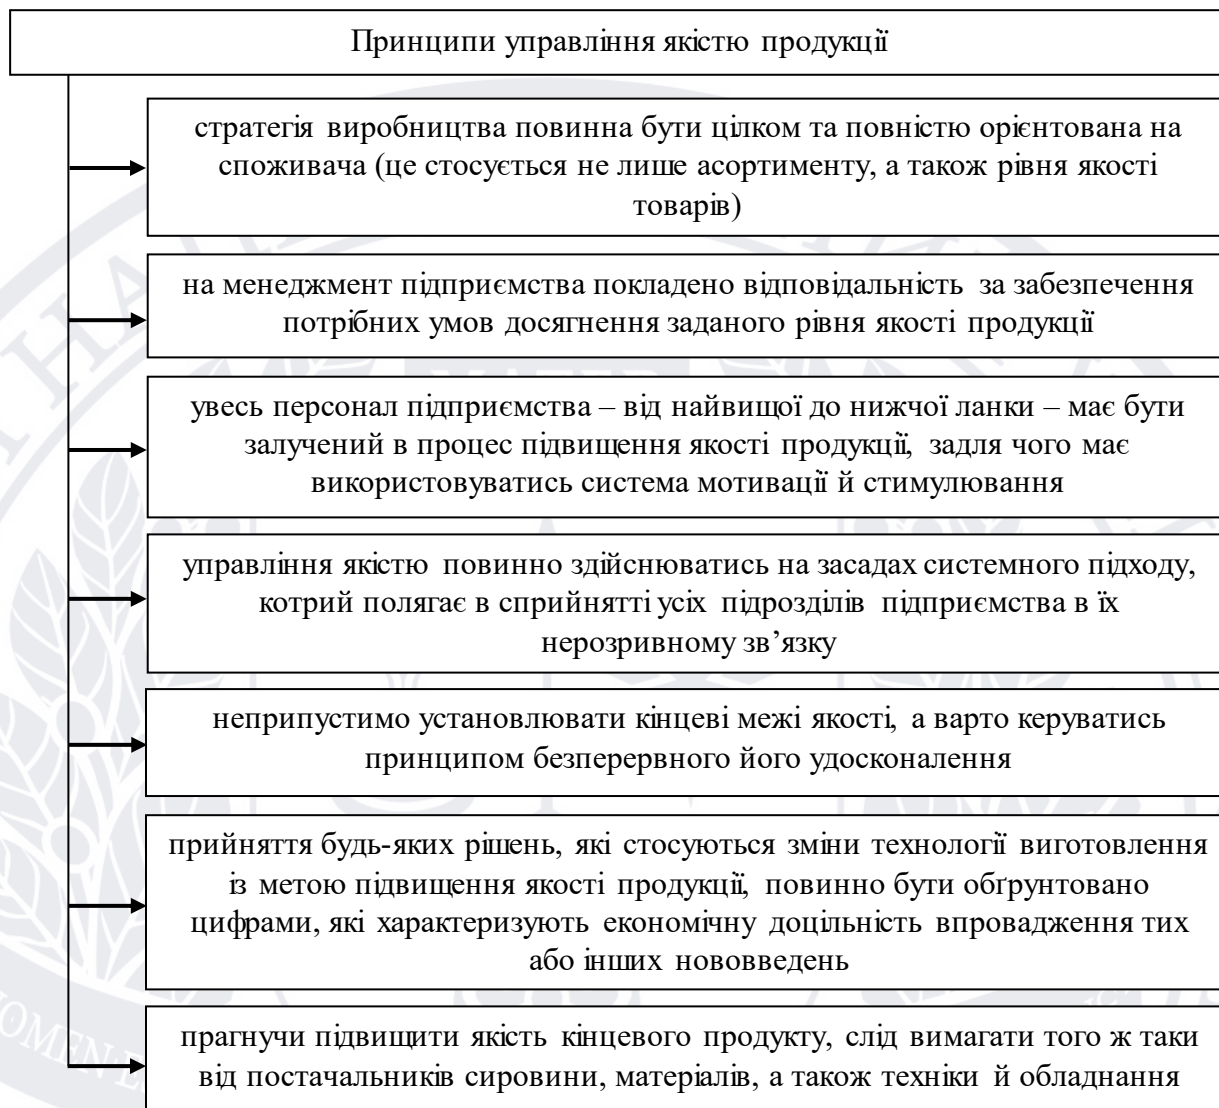 Принципи управління якістю продукції
стратегія виробництва повинна бути цілком та повністю орієнтована на
споживача (це стосується не лише асортименту, а також рівня якості
товарів)
на менеджмент підприємства покладено відповідальність за забезпечення
потрібних умов досягнення заданого рівня якості продукції
увесь персонал підприємства – від найвищої до нижчої ланки – має бути
залучений в процес підвищення якості продукції, задля чого має
використовуватись система мотивації й стимулювання
управління якістю повинно здійснюватись на засадах системного підходу,
котрий полягає в сприйнятті усіх підрозділів підприємства в їх
нерозривному зв’язку
неприпустимо установлювати кінцеві межі якості, а варто керуватись
принципом безперервного його удосконалення
прийняття будь-яких рішень, які стосуються зміни технології виготовлення
із метою підвищення якості продукції, повинно бути обґрунтовано
цифрами, які характеризують економічну доцільність впровадження тих
або інших нововведень
прагнучи підвищити якість кінцевого продукту, слід вимагати того ж таки
від постачальників сировини, матеріалів, а також техніки й обладнання